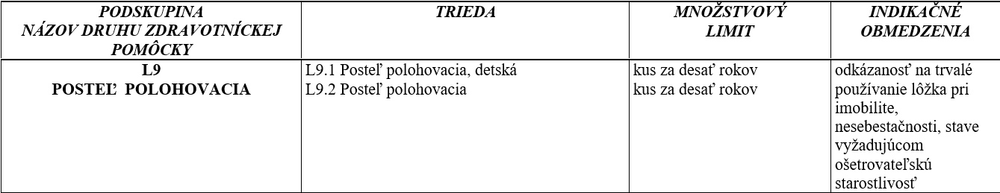 PODSKUPINA
NÁZOV DRUHU ZDRAVOTNÍCKEJ
POMÔCKY
TRIEDA
MNOŽSTVOVÝ
LIMIT
INDIKAČNÉ
OBMEDZENIA
L9
POSTEĽ POLOHOVACIA
L9.1 Posteľ polohovacia, detská
L9.2 Posteľ polohovacia
kus za desať rokov
kus za desať rokov
odkázanosť na trvalé
používanie lôžka pri
imobilite,
nesebestačnosti, stave
vyžadujúcom
ošetrovateľskú
starostlivosť